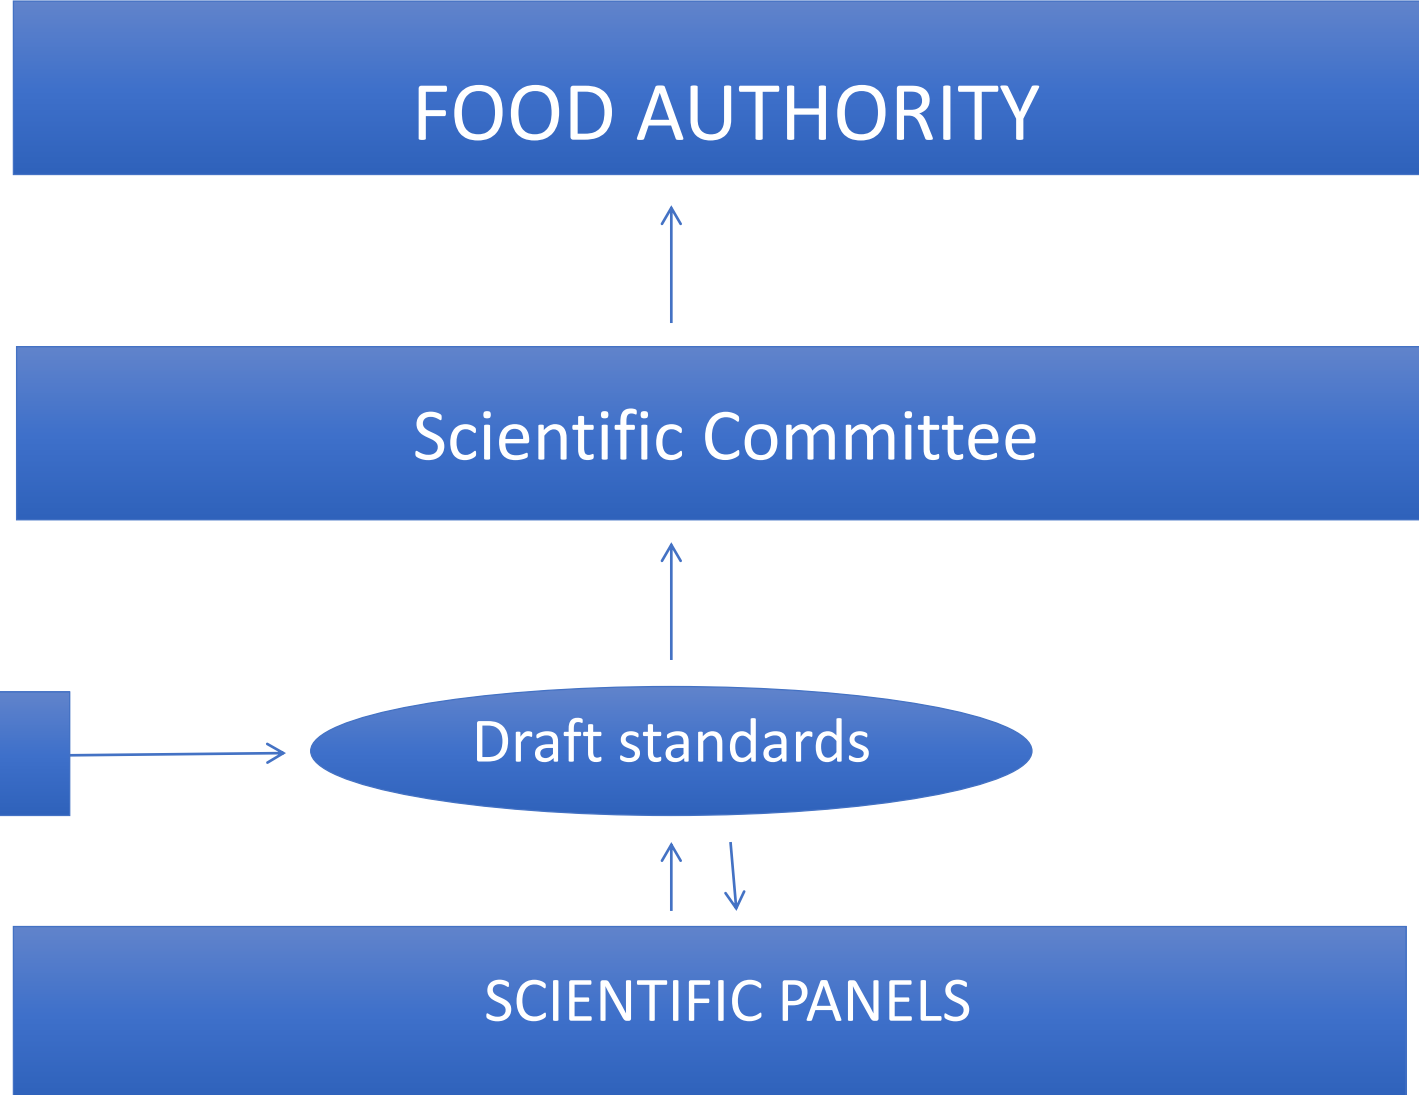 FOOD AUTHORITY
Scientific Committee
Draft standards
SCIENTIFIC PANELS